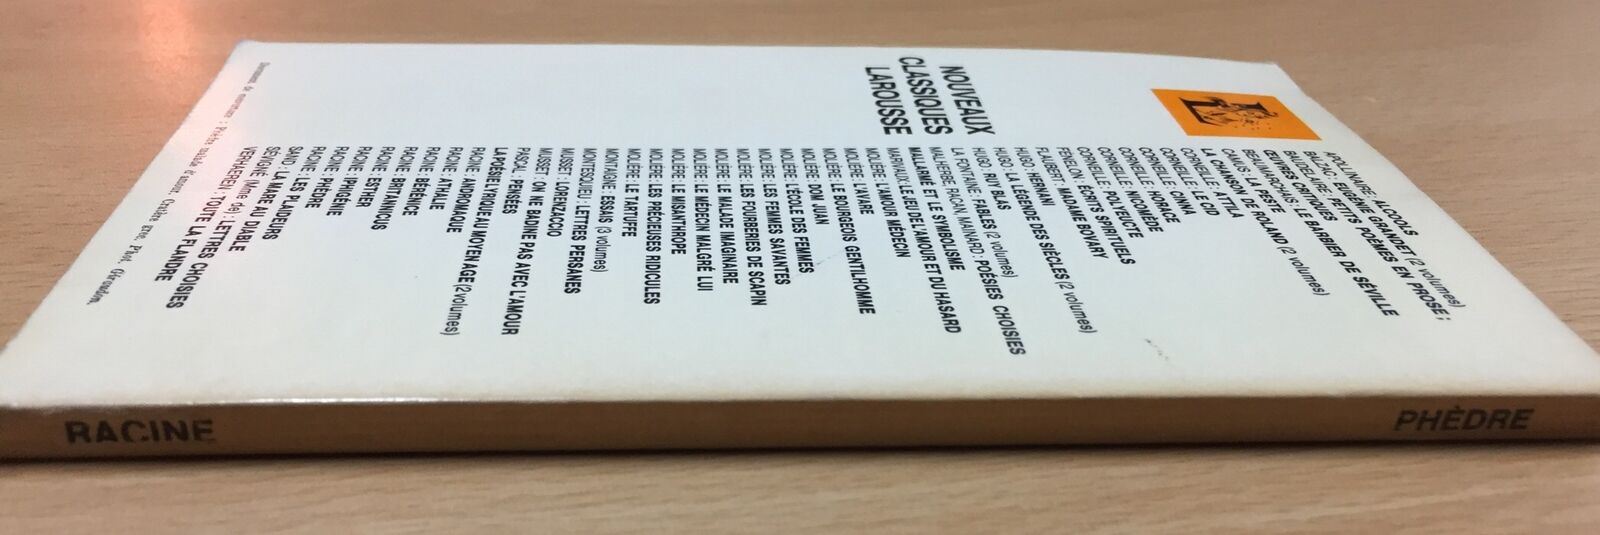 NOUVEAUX
CLASSIQUES
LAROUSSE
APOLLINAIRE : ALCOOLS
BALZAC : EUGÉNIE GRANDET (2 volumes)
BAUDELAIRE : PETITS POÈMES EN PROSE ;
ŒUVRES CRITIQUES
BEAUMARCHAIS : LE BARBIER DE SÉVILLE
CAMUS : LA PESTE
LA CHANSON DE ROLAND (2 volumes)
CORNEILLE : ATTILA
CORNEILLE : LE CID
CORNEILLE : CINNA
CORNEILLE : HORACE
CORNEILLE : NICOMÈDE
CORNEILLE : POLYEUCTE
FÉNELON : ÉCRITS SPIRITUELS
FLAUBERT : MADAME BOVARY
HUGO : HERNANI
HUGO : LA LÉGENDE DES SIÈCLES (2 volumes)
HUGO : RUY BLAS
LA FONTAINE : FABLES (2 volumes)
MALHERBE, RACAN, MAINARD : POÉSIES CHOISIES
MALLARMÉ ET LE SYMBOLISME
MARIVAUX : LE JEU DE L'AMOUR ET DU HASARD
MOLIÈRE : L'AMOUR MÉDECIN
MOLIÈRE : L'AVARE
MOLIÈRE : LE BOURGEOIS GENTILHOMME
MOLIÈRE : DOM JUAN
MOLIÈRE : L'ÉCOLE DES FEMMES
MOLIÈRE : LES FEMMES SAVANTES
MOLIÈRE : LES FOURBERIES DE SCAPIN
MOLIÈRE : LE MALADE IMAGINAIRE
MOLIÈRE : LE MÉDECIN MALGRÉ LUI
MOLIÈRE : LE MISANTHROPE
MOLIÈRE : LES PRÉCIEUSES RIDICULES
MOLIÈRE : LE TARTUFFE
MONTAIGNE : ESSAIS (3 volumes)
MONTESQUIEU : LETTRES PERSANES
MUSSET : LORENZACCIO
MUSSET : ON NE BADINE PAS AVEC L'AMOUR
PASCAL : PENSÉES
LA POÉSIE LYRIQUE AU MOYEN AGE (2 volumes)
RACINE : ANDROMAQUE
RACINE : ATHALIE
RACINE : BÉRÉNICE
RACINE : BRITANNICUS
RACINE : ESTHER
RACINE : IPHIGÉNIE
RACINE : PHÈDRE
RACINE : LES PLAIDEURS
SAND : LA MARE AU DIABLE
SÉVIGNÉ (Mme de) : LETTRES CHOISIES
VERHAEREN : TOUTE LA FLANDRE
Phèdre malade d'amour. Cratère grec. Phot. Giraudon.
RACINE
PHÈDRE